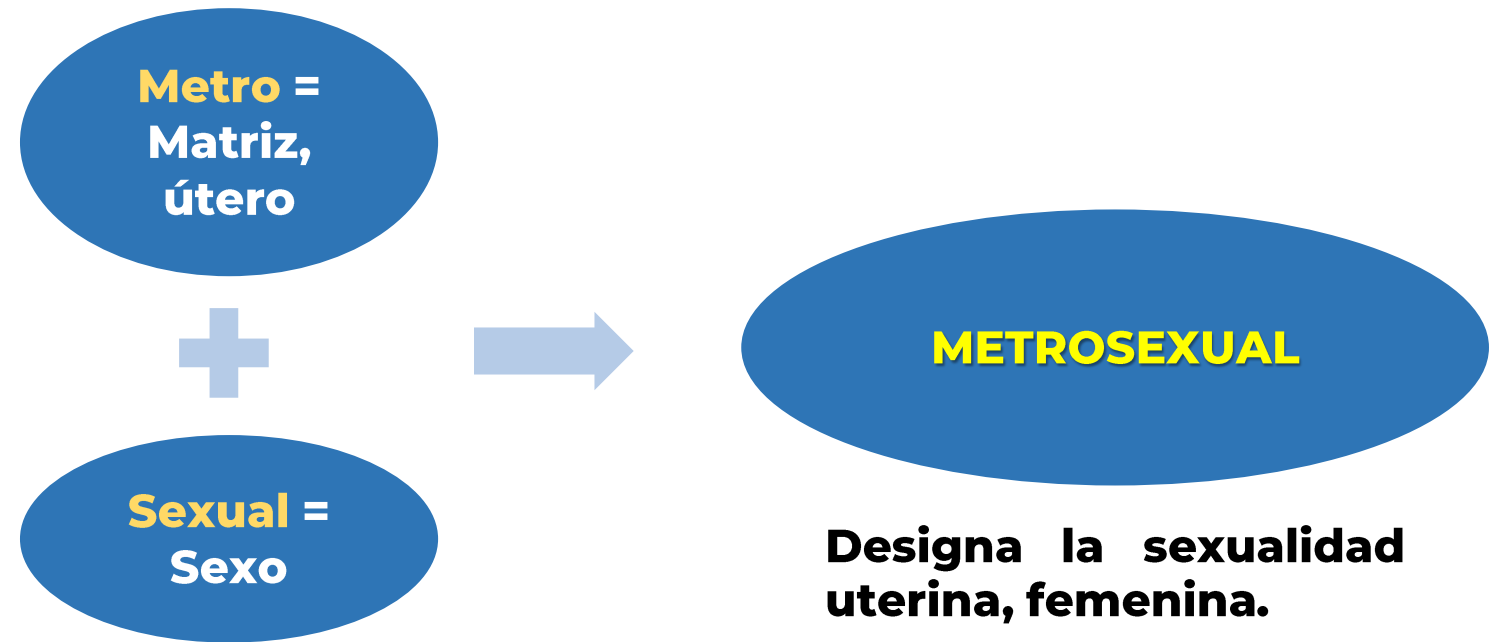 Metro =
Matriz,
útero
Sexual =
Sexo
METROSEXUAL
Designa la sexualidad
uterina, femenina.